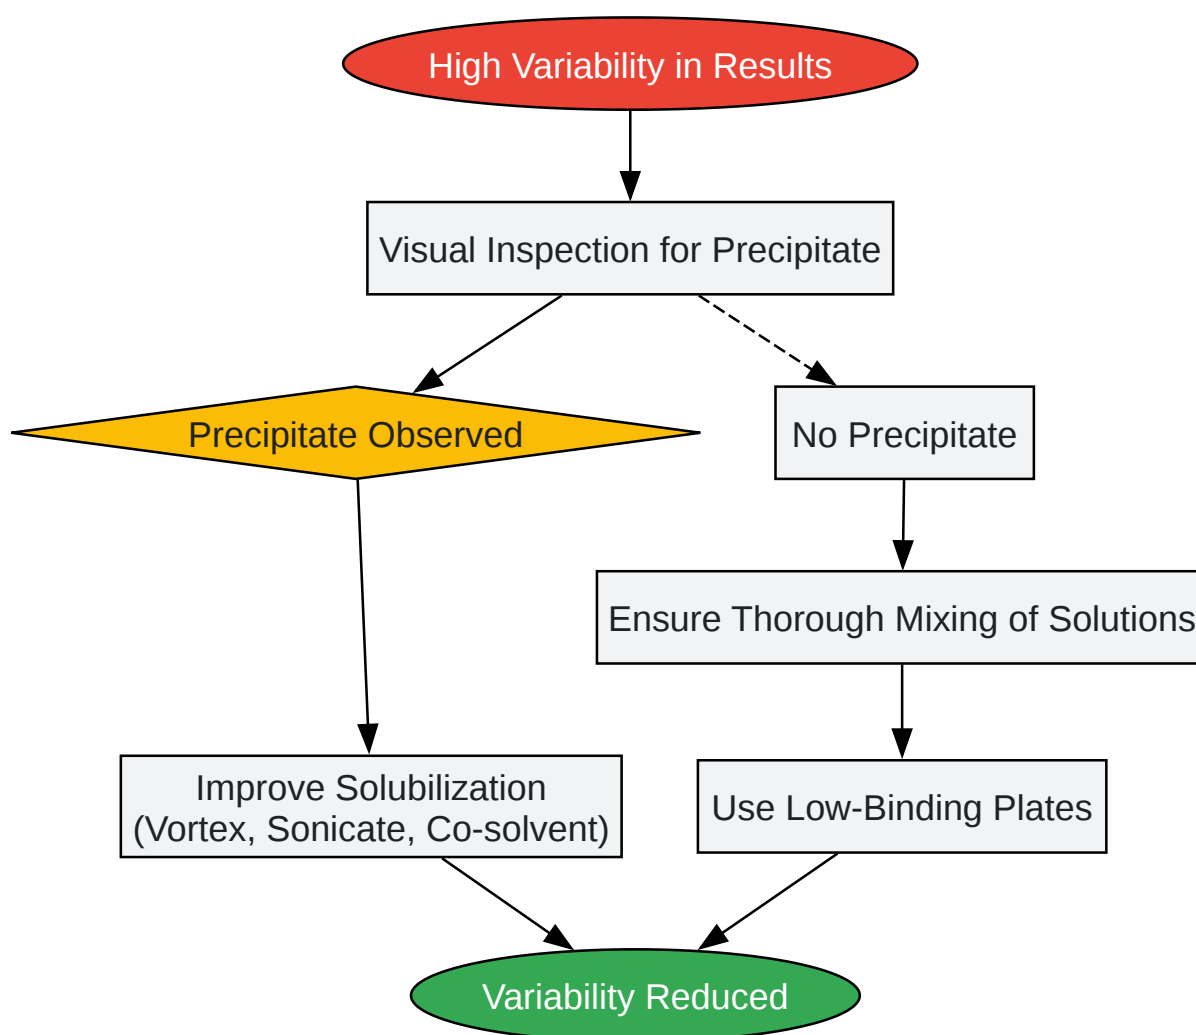 High Variability in Results
Visual Inspection for Precipitate
Precipitate Observed
No Precipitate
Ensure Thorough Mixing of Solutions
Improve Solubilization
(Vortex, Sonicate, Co-solvent)
Use Low-Binding Plates
Variability Reduced